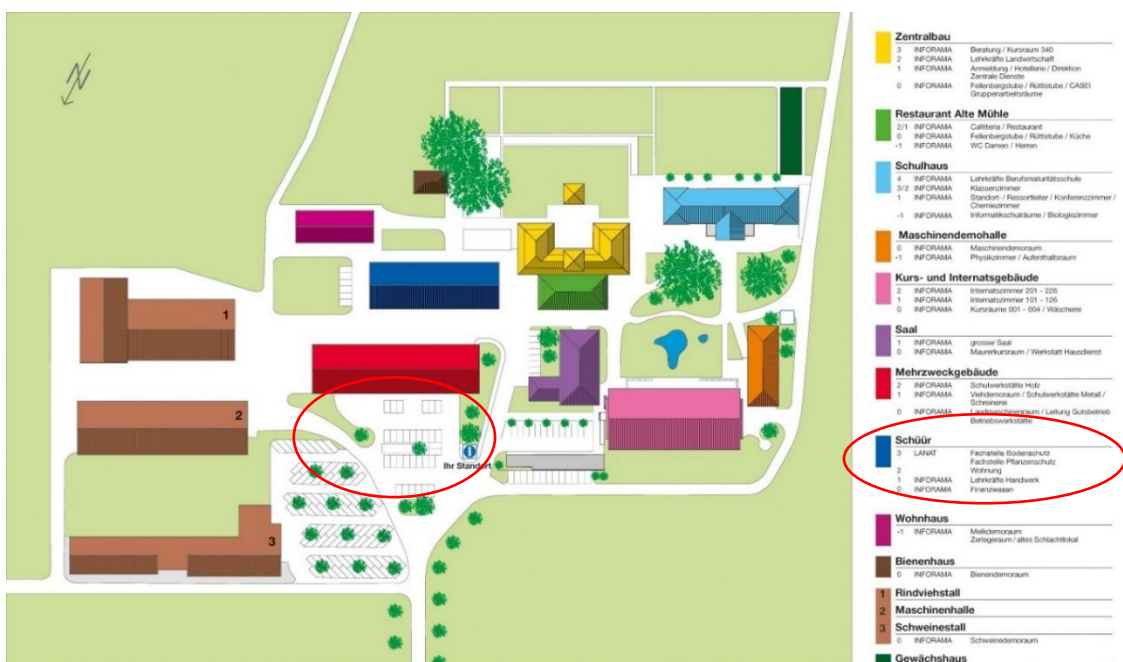 N
1
2
3
i
Ihr Standort
Zentralbau
3 INFORAMA Beratung / Kursraum 340
2 INFORAMA Lehrkräfte Landwirtschaft
1 INFORAMA Anmeldung / Hotellerie / Direktion
Zentrale Dienste
0 INFORAMA Fellenbergstube / Rüttistube / CASEI
Gruppenarbeitsräume
Restaurant Alte Mühle
2/1 INFORAMA Cafeteria / Restaurant
0 INFORAMA Fellenbergstube / Rüttistube / Küche
-1 INFORAMA WC Damen / Herren
Schulhaus
4 INFORAMA Lehrkräfte Berufsmaturitätsschule
3/2 INFORAMA Klassenzimmer
1 INFORAMA Standort-/ Ressortleiter / Konferenzzimmer /
Chemiezimmer
-1 INFORAMA Informatikschulräume / Biologiezimmer
Maschinendemohalle
0 INFORAMA Maschinendemoraum
-1 INFORAMA Physikzimmer / Aufenthaltsraum
Kurs- und Internatsgebäude
2 INFORAMA Internatszimmer 201 - 226
1 INFORAMA Internatszimmer 101 - 126
0 INFORAMA Kursräume 001 - 004 / Wäscherei
Saal
1 INFORAMA grosser Saal
0 INFORAMA Maurerkursraum / Werkstatt Hausdienst
Mehrzweckgebäude
2 INFORAMA Schulwerkstätte Holz
1 INFORAMA Viehdemoraum / Schulwerkstätte Metall /
Schreinerei
0 INFORAMA Landmaschinenraum / Leitung Gutsbetrieb
Betriebswerkstätte
Schüür
3 LANAT Fachstelle Bodenschutz
Fachstelle Pflanzenschutz
2 Wohnung
1 INFORAMA Lehrkräfte Handwerk
0 INFORAMA Finanzwesen
Wohnhaus
-1 INFORAMA Melkdemoraum
Zerlegeraum / altes Schlachtlokal
Bienenhaus
0 INFORAMA Bienendemoraum
1 Rindviehstall
2 Maschinenhalle
3 Schweinestall
0 INFORAMA Schweinedemoraum
Gewächshaus